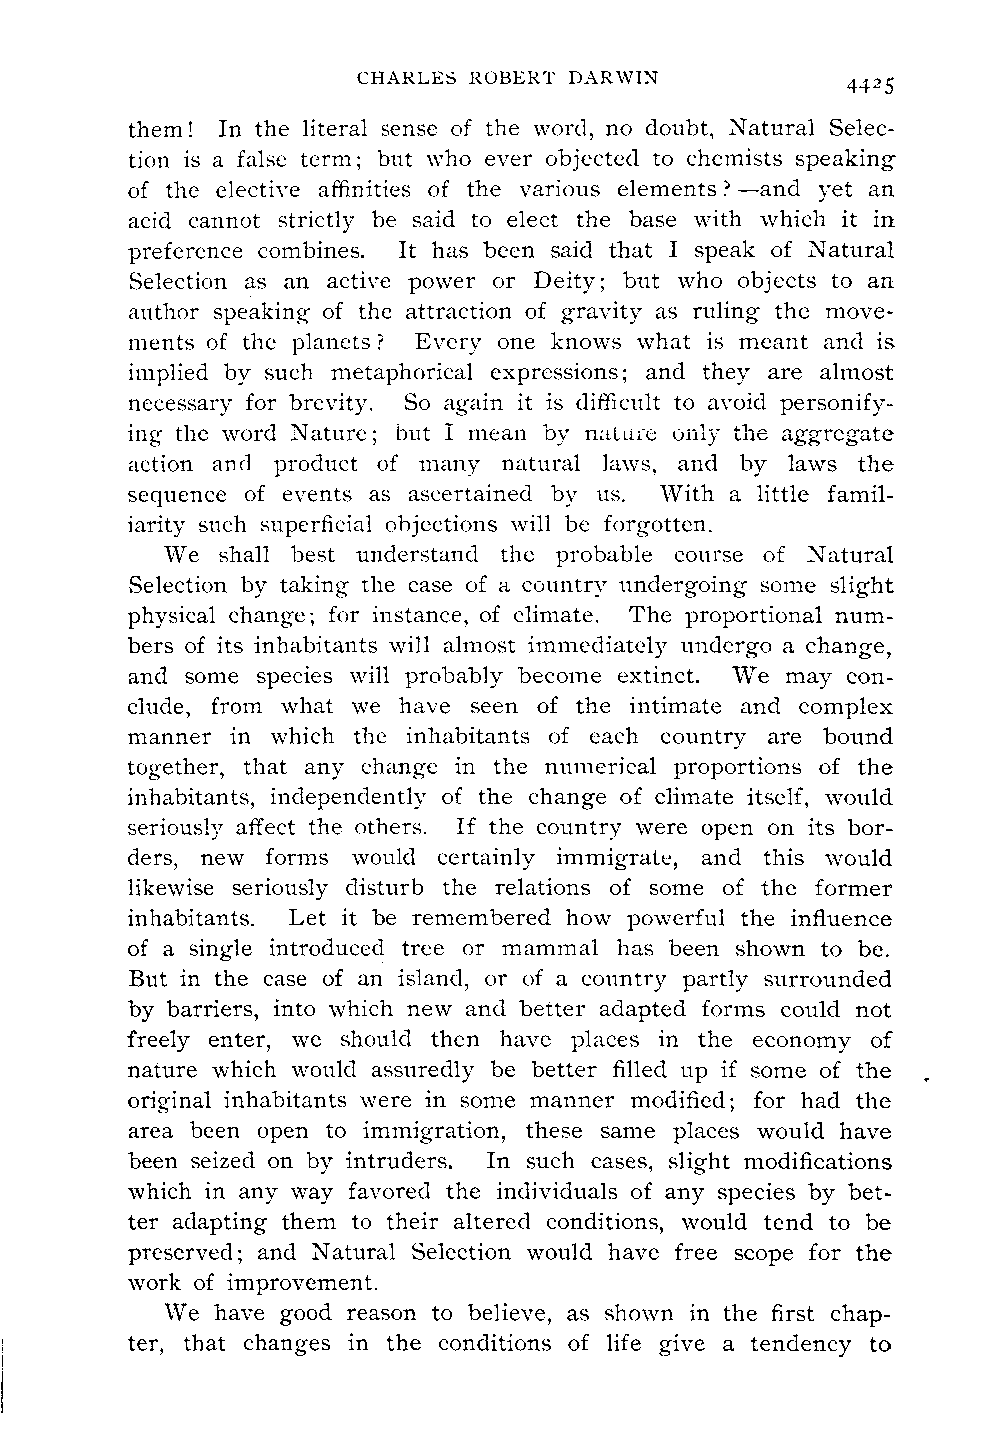 CHARLES ROBERT DARWIN 4425
them! In the literal sense of the word, no doubt, Natural Selec-
tion is a false term; but who ever objected to chemists speaking
of the elective affinities of the various elements?—and yet an
acid cannot strictly be said to elect the base with which it in
preference combines. It has been said that I speak of Natural
Selection as an active power or Deity; but who objects to an
author speaking of the attraction of gravity as ruling the move-
ments of the planets? Every one knows what is meant and is
implied by such metaphorical expressions; and they are almost
necessary for brevity. So again it is difficult to avoid personify-
ing the word Nature; but I mean by nature only the aggregate
action and product of many natural laws, and by laws the
sequence of events as ascertained by us. With a little famil-
iarity such superficial objections will be forgotten.
We shall best understand the probable course of Natural
Selection by taking the case of a country undergoing some slight
physical change; for instance, of climate. The proportional num-
bers of its inhabitants will almost immediately undergo a change,
and some species will probably become extinct. We may con-
clude, from what we have seen of the intimate and complex
manner in which the inhabitants of each country are bound
together, that any change in the numerical proportions of the
inhabitants, independently of the change of climate itself, would
seriously affect the others. If the country were open on its bor-
ders, new forms would certainly immigrate, and this would
likewise seriously disturb the relations of some of the former
inhabitants. Let it be remembered how powerful the influence
of a single introduced tree or mammal has been shown to be.
But in the case of an island, or of a country partly surrounded
by barriers, into which new and better adapted forms could not
freely enter, we should then have places in the economy of
nature which would assuredly be better filled up if some of the
original inhabitants were in some manner modified; for had the
area been open to immigration, these same places would have
been seized on by intruders. In such cases, slight modifications
which in any way favored the individuals of any species by bet-
ter adapting them to their altered conditions, would tend to be
preserved; and Natural Selection would have free scope for the
work of improvement.
We have good reason to believe, as shown in the first chap-
ter, that changes in the conditions of life give a tendency to